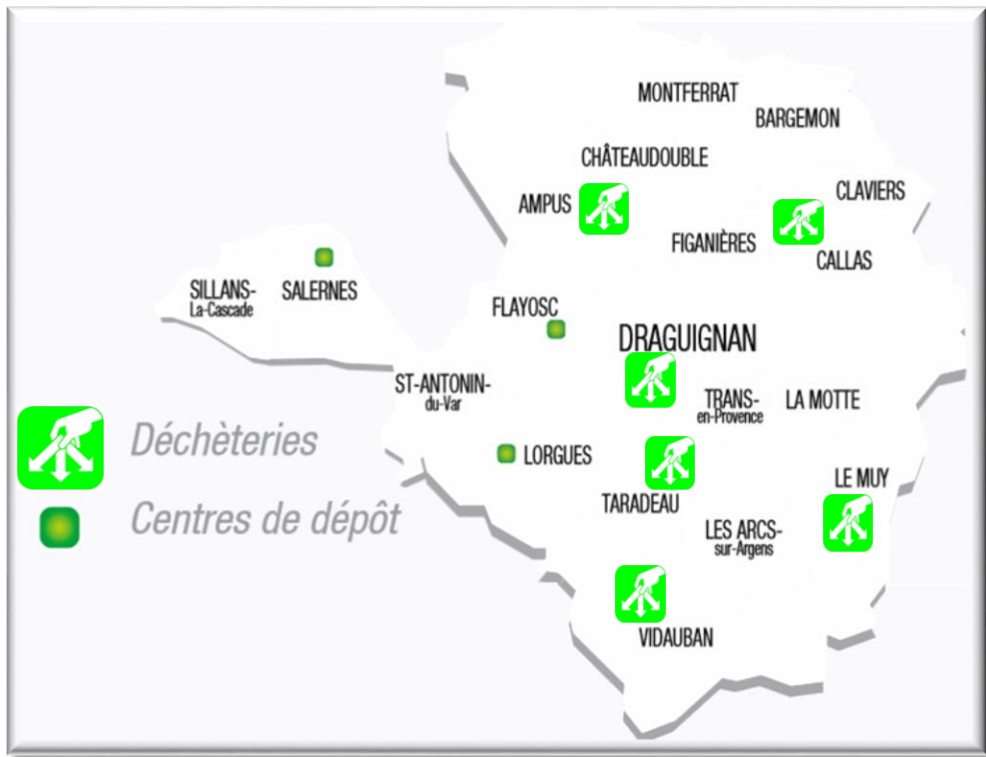 MONTFERRAT
BARGEMON
CHÂTEAUDOUBLE
CLAVIERS
AMPUS
FIGANIÈRES
CALLAS
SILLANS-
La-Cascade
SALERNES
FLAYOSC
DRAGUIGNAN
ST-ANTONIN-
du-Var
TRANS-
en-Provence
LA MOTTE
Déchèteries
LORGUES
LE MUY
TARADEAU
Centres de dépôt
LES ARCS-
sur-Argens
VIDAUBAN